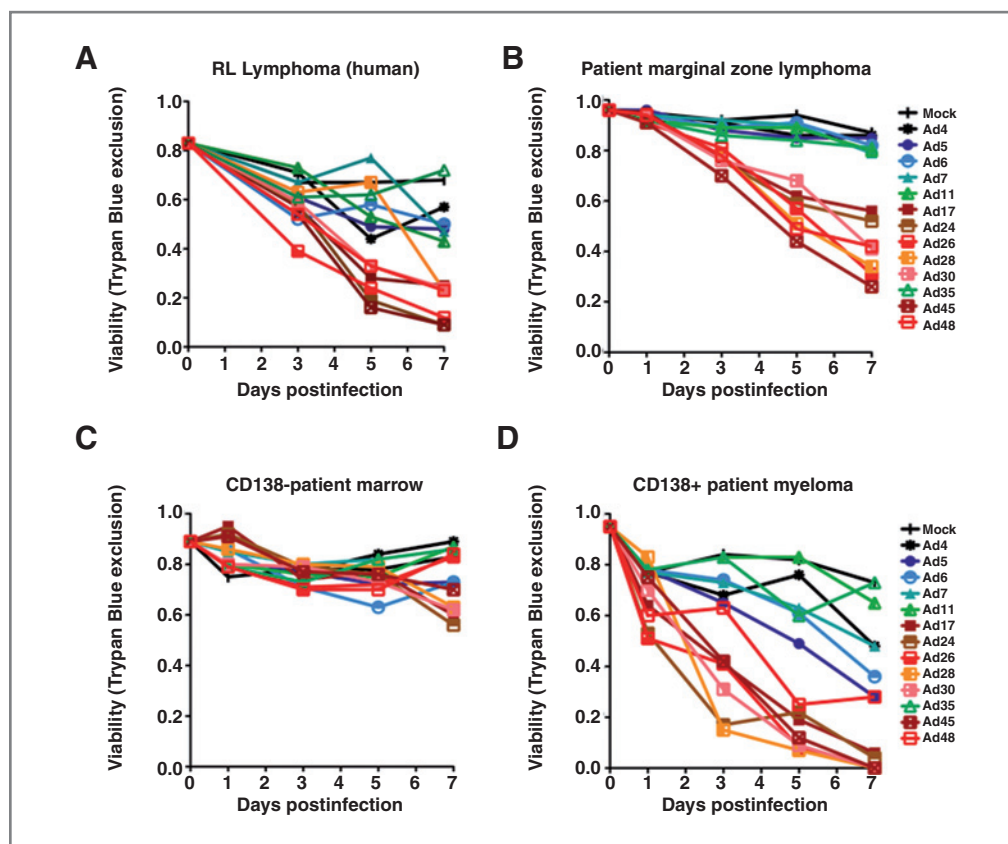 A
RL Lymphoma (human)
Viability (Trypan Blue exclusion)
1.0
0.8
0.6
0.4
0.2
0.0
0 1 2 3 4 5 6 7
Days postinfection
B
Patient marginal zone lymphoma
Viability (Trypan Blue exclusion)
1.0
0.8
0.6
0.4
0.2
0.0
0 1 2 3 4 5 6 7
Days postinfection
Mock
Ad4
Ad5
Ad6
Ad7
Ad11
Ad17
Ad24
Ad26
Ad28
Ad30
Ad35
Ad45
Ad48
C
CD138-patient marrow
Viability (Trypan Blue exclusion)
1.0
0.8
0.6
0.4
0.2
0.0
0 1 2 3 4 5 6 7
Days postinfection
D
CD138+ patient myeloma
Viability (Trypan Blue exclusion)
1.0
0.8
0.6
0.4
0.2
0.0
0 1 2 3 4 5 6 7
Days postinfection
Mock
Ad4
Ad5
Ad6
Ad7
Ad11
Ad17
Ad24
Ad26
Ad28
Ad30
Ad35
Ad45
Ad48